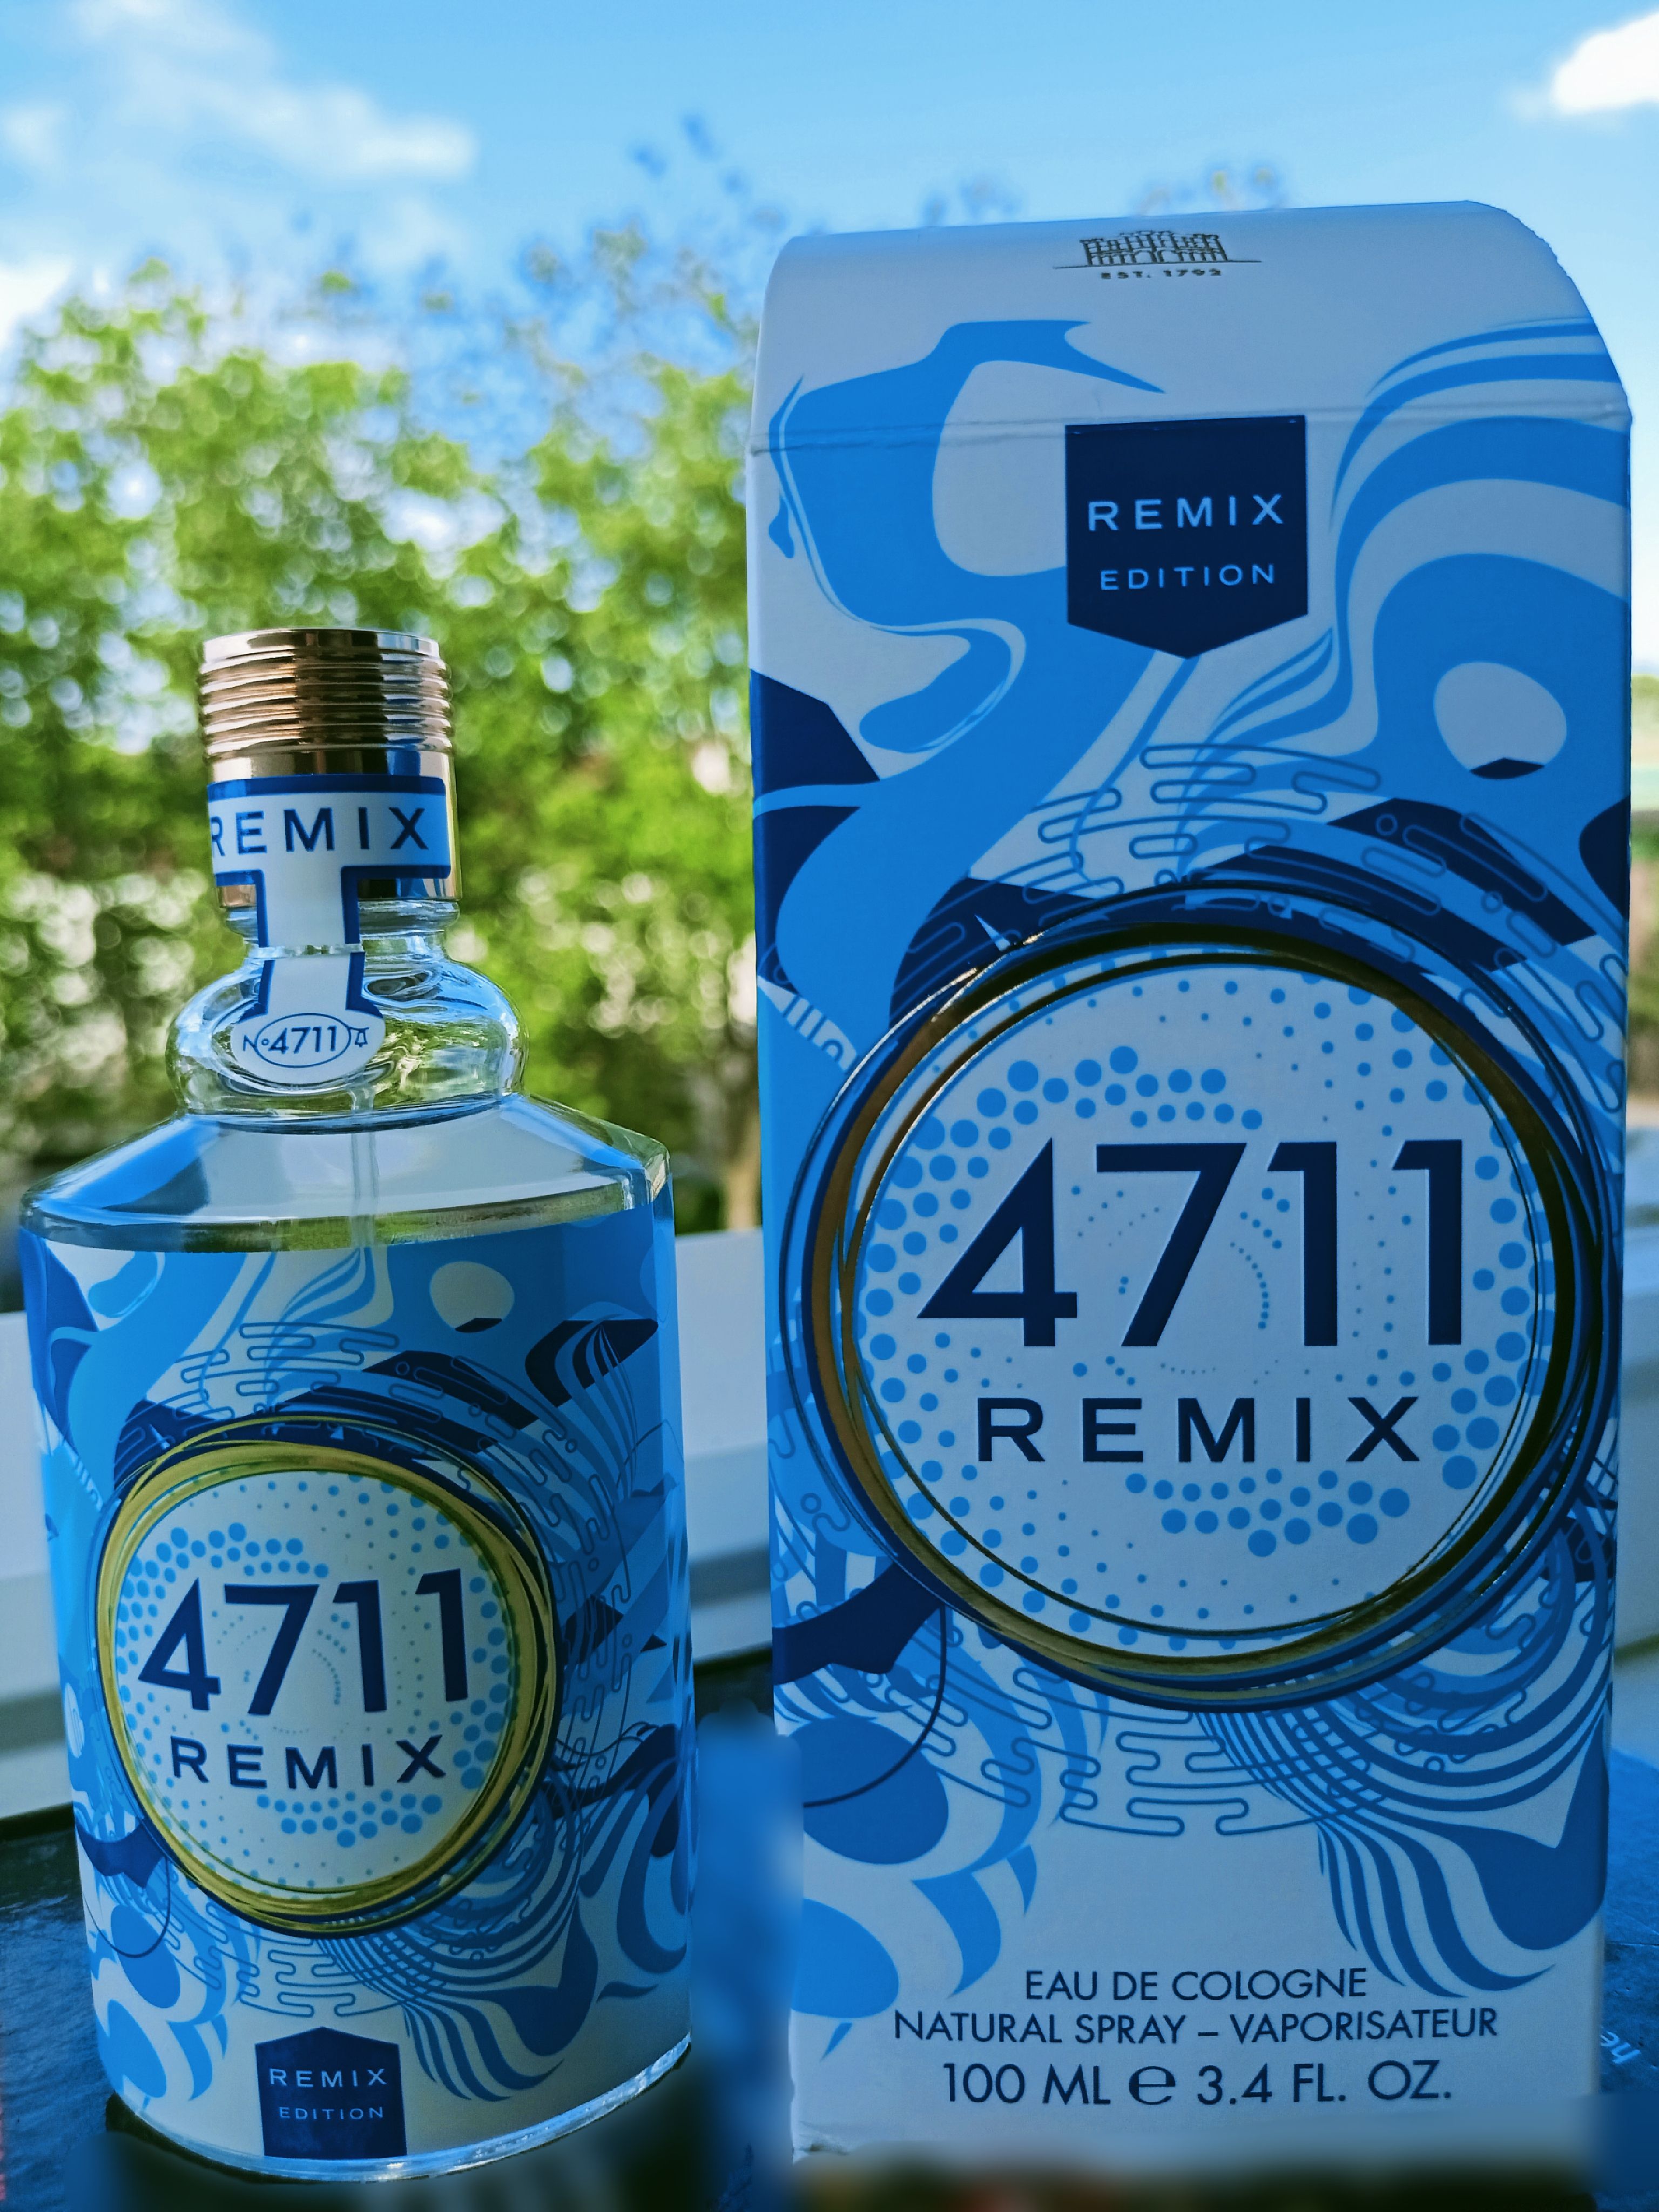 REMIX
Nº4711
4711
REMIX
REMIX
EDITION
EST. 1792
REMIX
EDITION
4711
REMIX
EAU DE COLOGNE
NATURAL SPRAY – VAPORISATEUR
100 ML ℮ 3.4 FL. OZ.